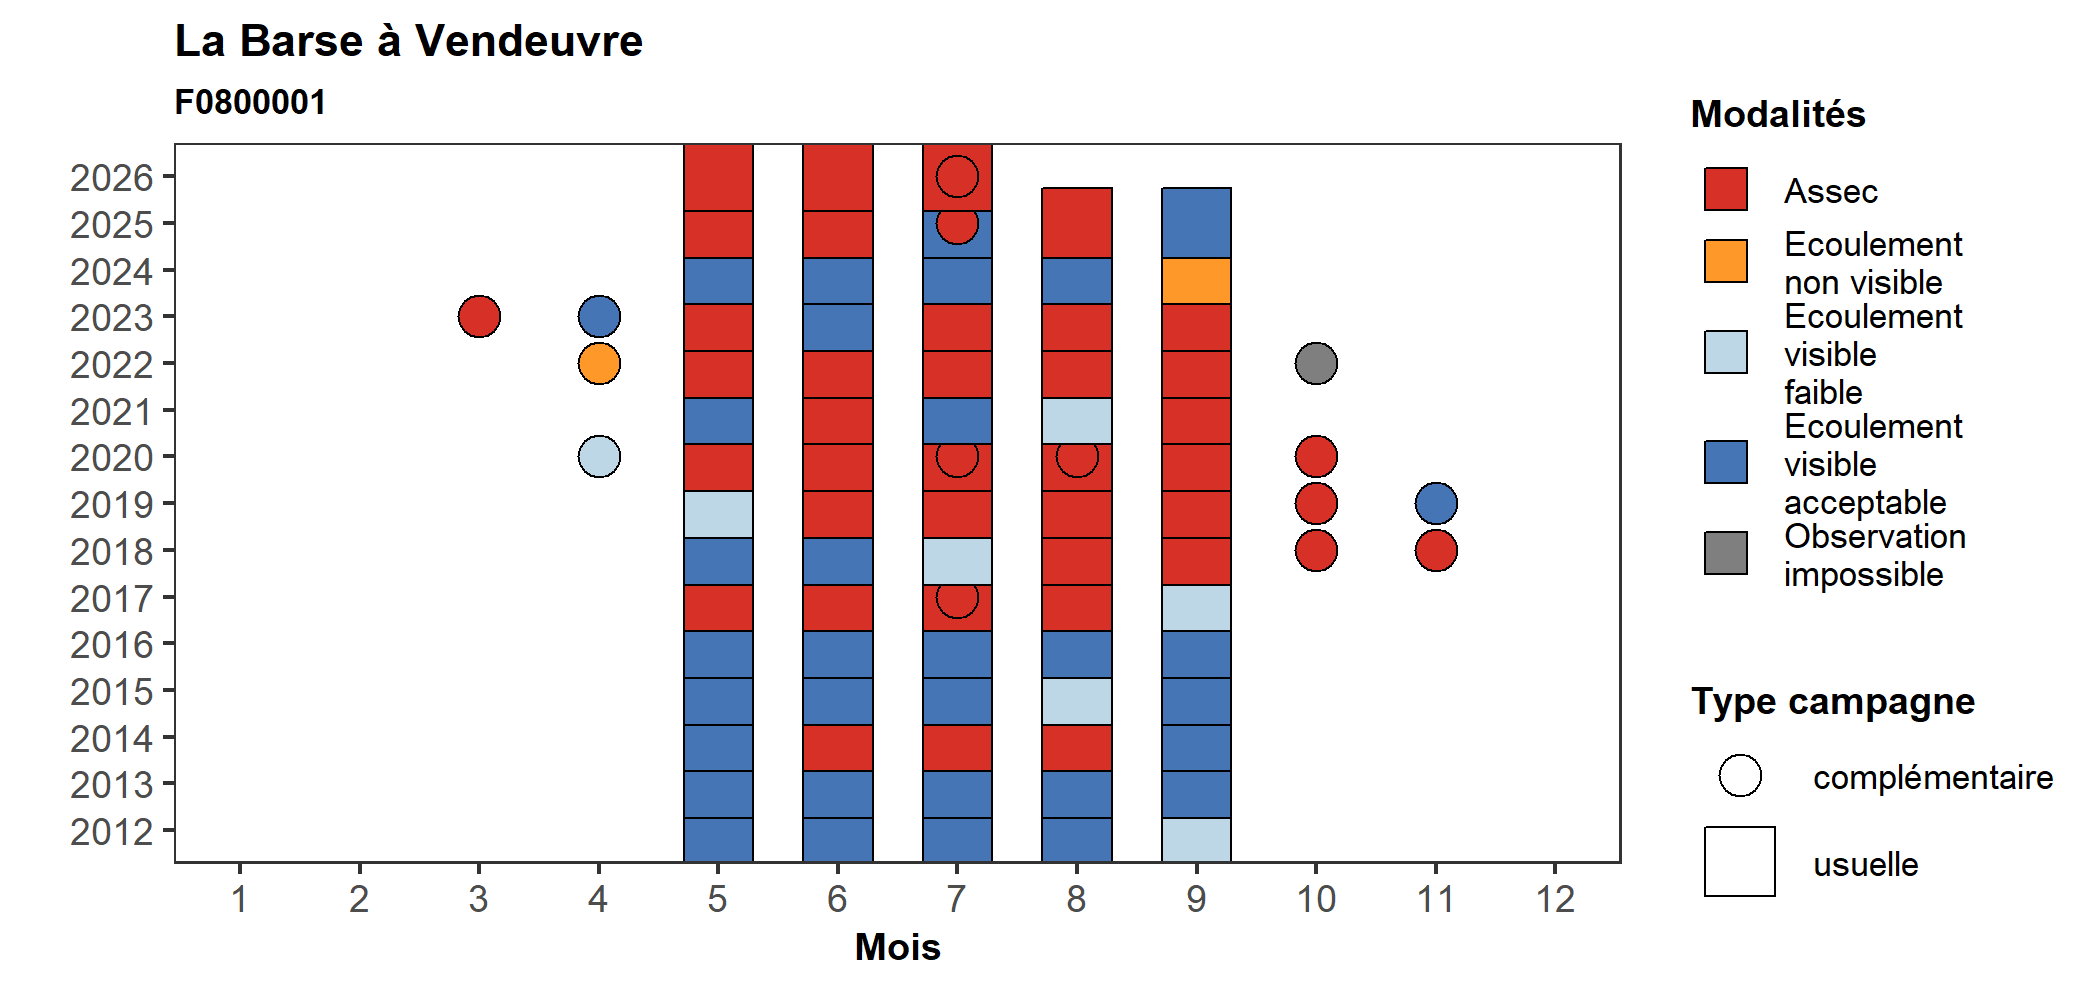 La Barse à Vendeuvre
F0800001
2026
2025
2024
2023
2022
2021
2020
2019
2018
2017
2016
2015
2014
2013
2012
1 2 3 4 5 6 7 8 9 10 11 12
Mois
Modalités
Assec
Ecoulement
non visible
Ecoulement
visible
faible
Ecoulement
visible
acceptable
Observation
impossible
Type campagne
complémentaire
usuelle